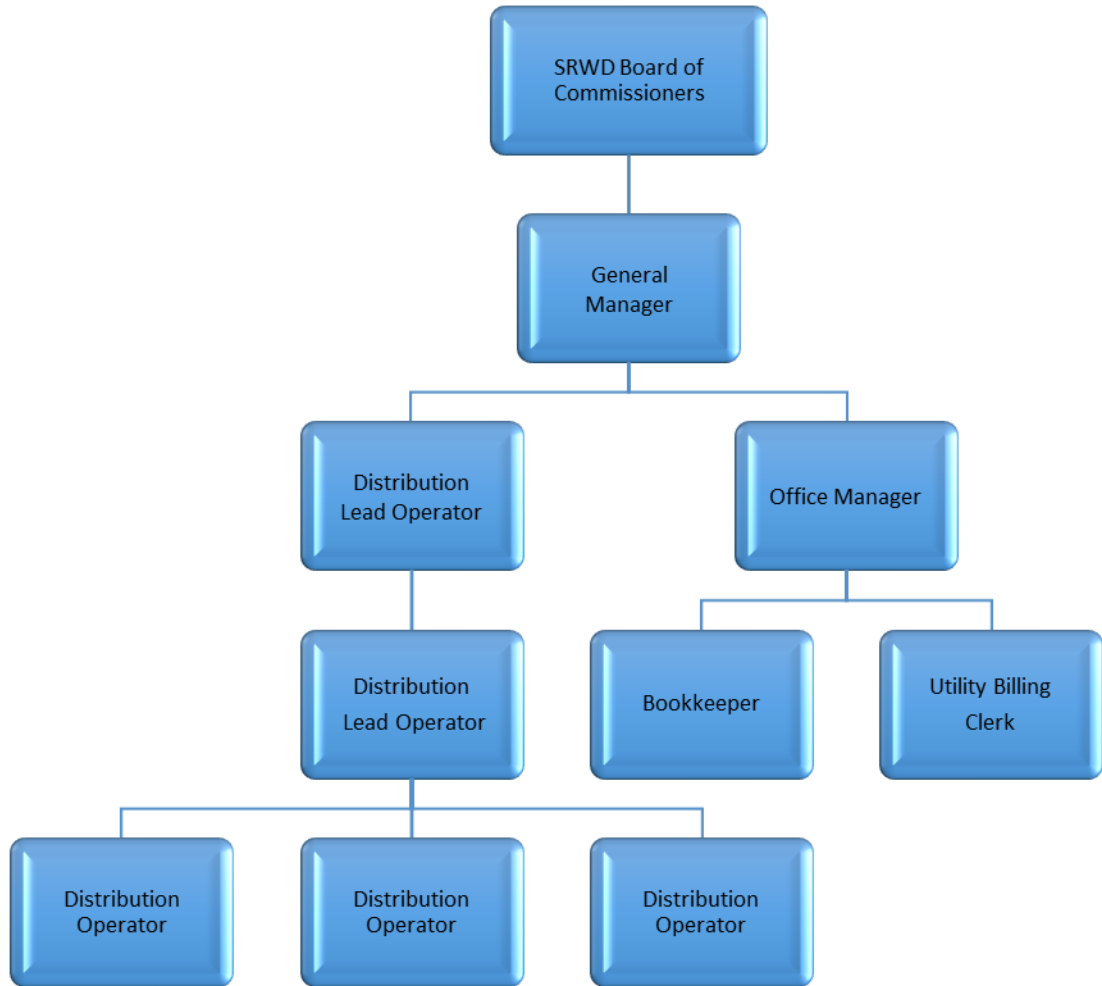 SRWD Board of
Commissioners
General
Manager
Distribution
Lead Operator
Office Manager
Distribution
Lead Operator
Bookkeeper
Utility Billing
Clerk
Distribution
Operator
Distribution
Operator
Distribution
Operator